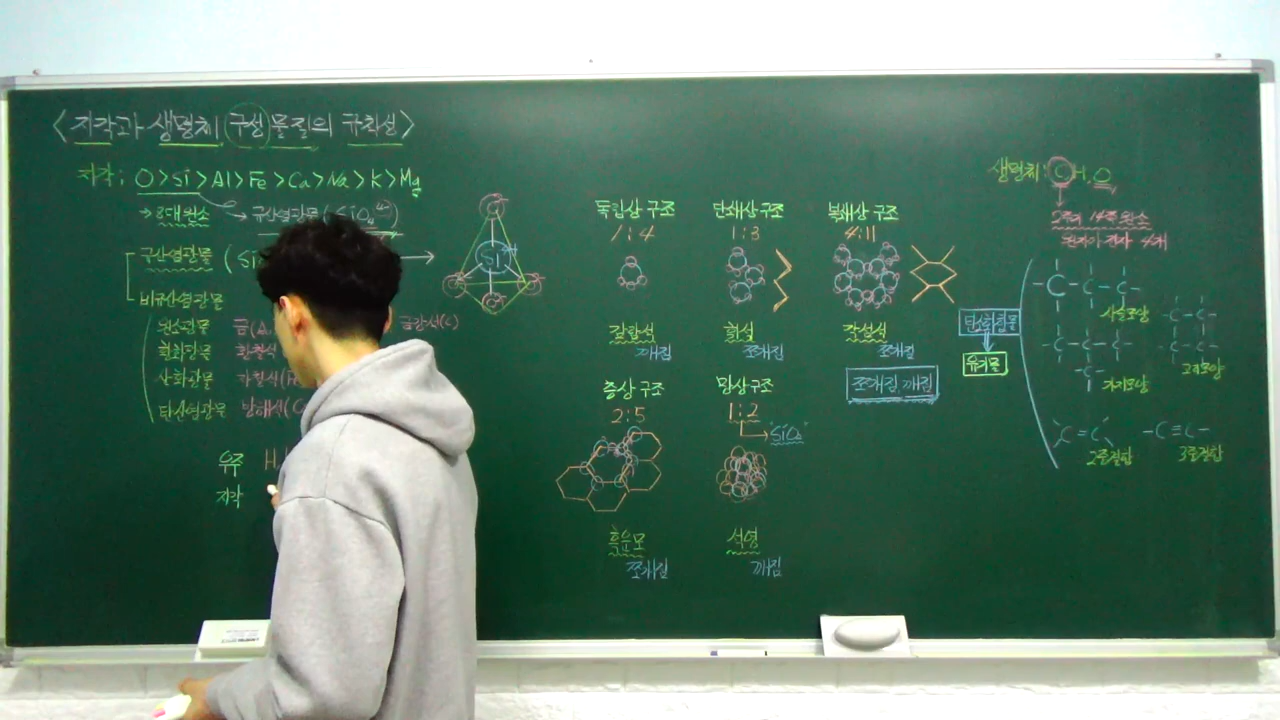 <지각과 생명체 구성 물질의 규칙성>
지각: O>Si>Al>Fe>Ca>Na>K>Mg
→8대원소
규산염광물(SiO₄⁴⁻)
규산염광물 (Si
비규산염광물
원소광물 금(A 금강석(C)
황화광물 황철석
산화광물 자철석(Fe
탄산염광물 방해석(C
우주 H
지각
Si⁴⁺
독립상 구조 단쇄상 구조 복쇄상 구조
1:4 1:3 4:11
감람석 휘석 각섬석
깨짐 쪼개짐 쪼개짐
쪼개짐, 깨짐
층상 구조 망상 구조
2:5 1:2
SiO₂
흑운모 석영
쪼개짐 깨짐
생명체: C, H, O
2주기 14족 원소
원자가 전자 4개
탄소화합물
유기물
-C-C-C-
사슬모양
-C-C-C-
-C-
가지모양
-C-C-
-C-C-
고리모양
C=C
2중결합
-C≡C-
3중결합